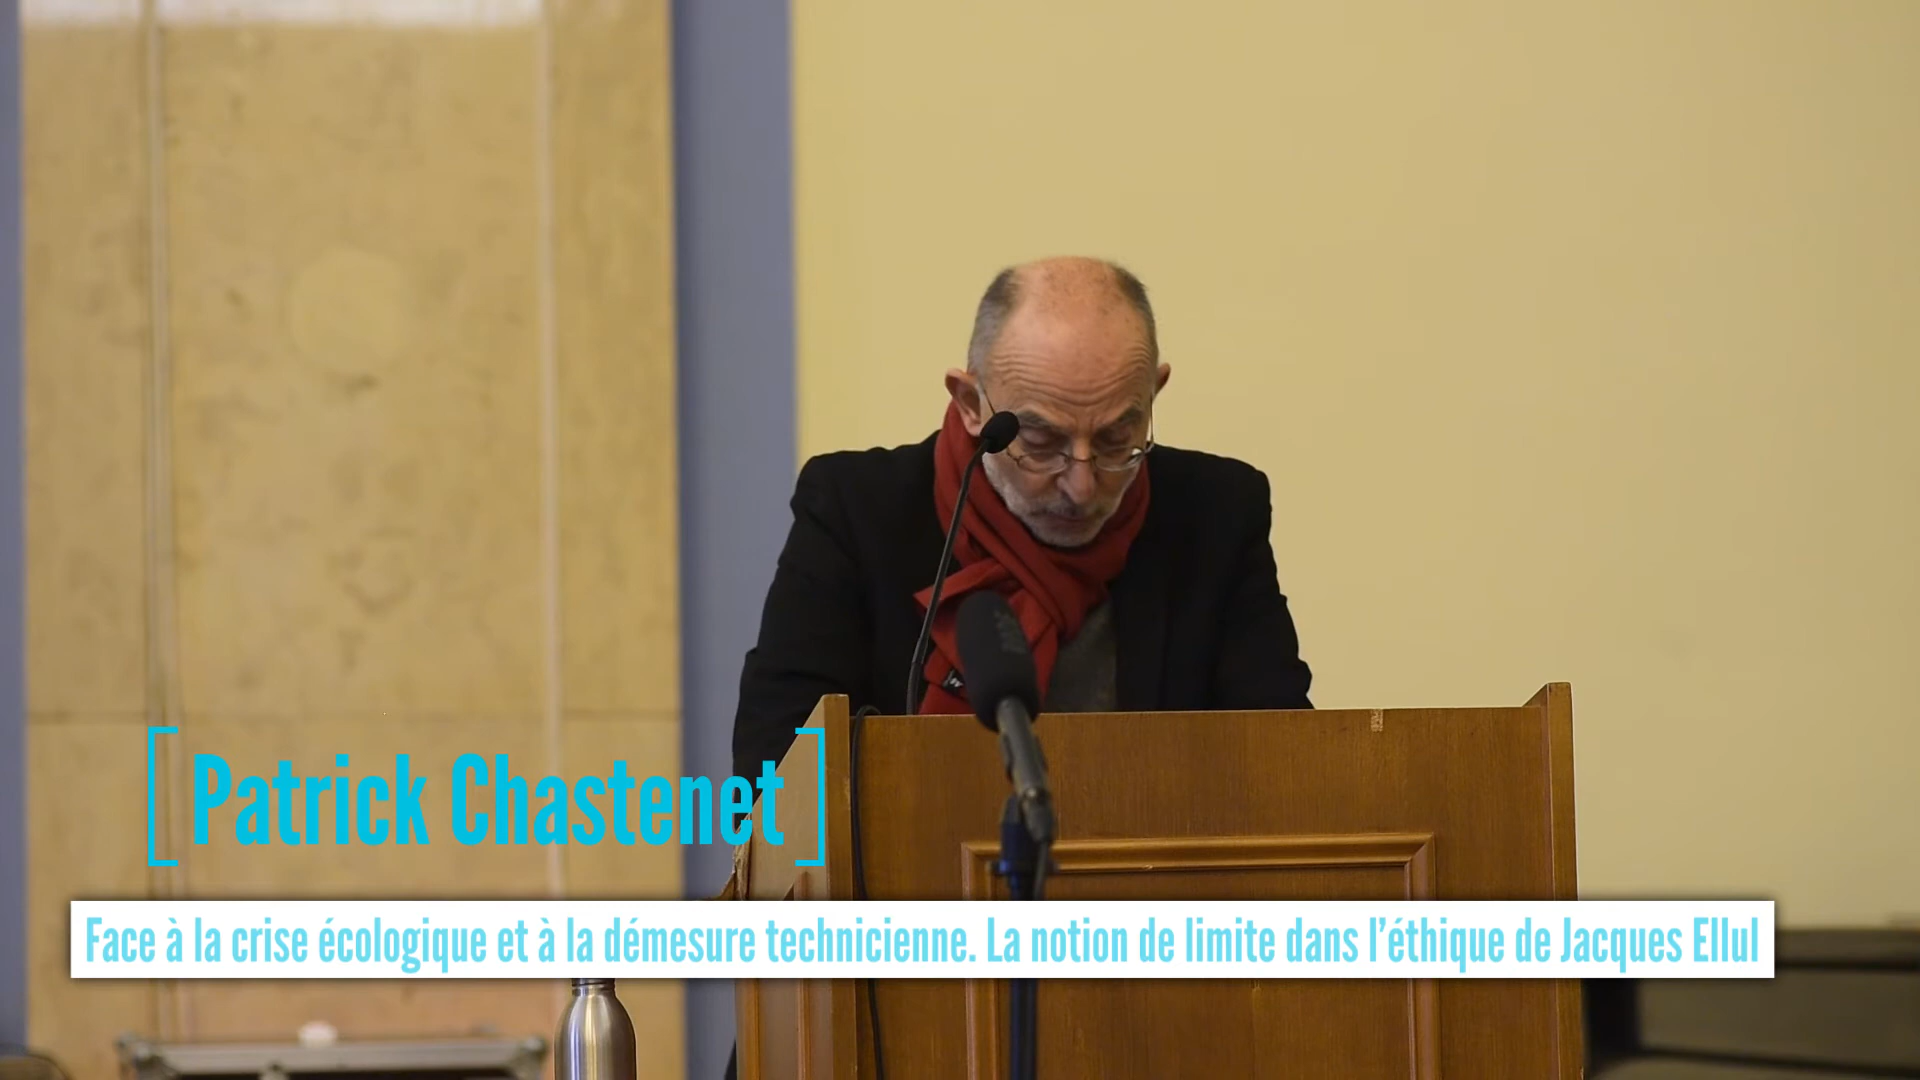 [Patrick Chastenet]
Face à la crise écologique et à la démesure technicienne. La notion de limite dans l'éthique de Jacques Ellul